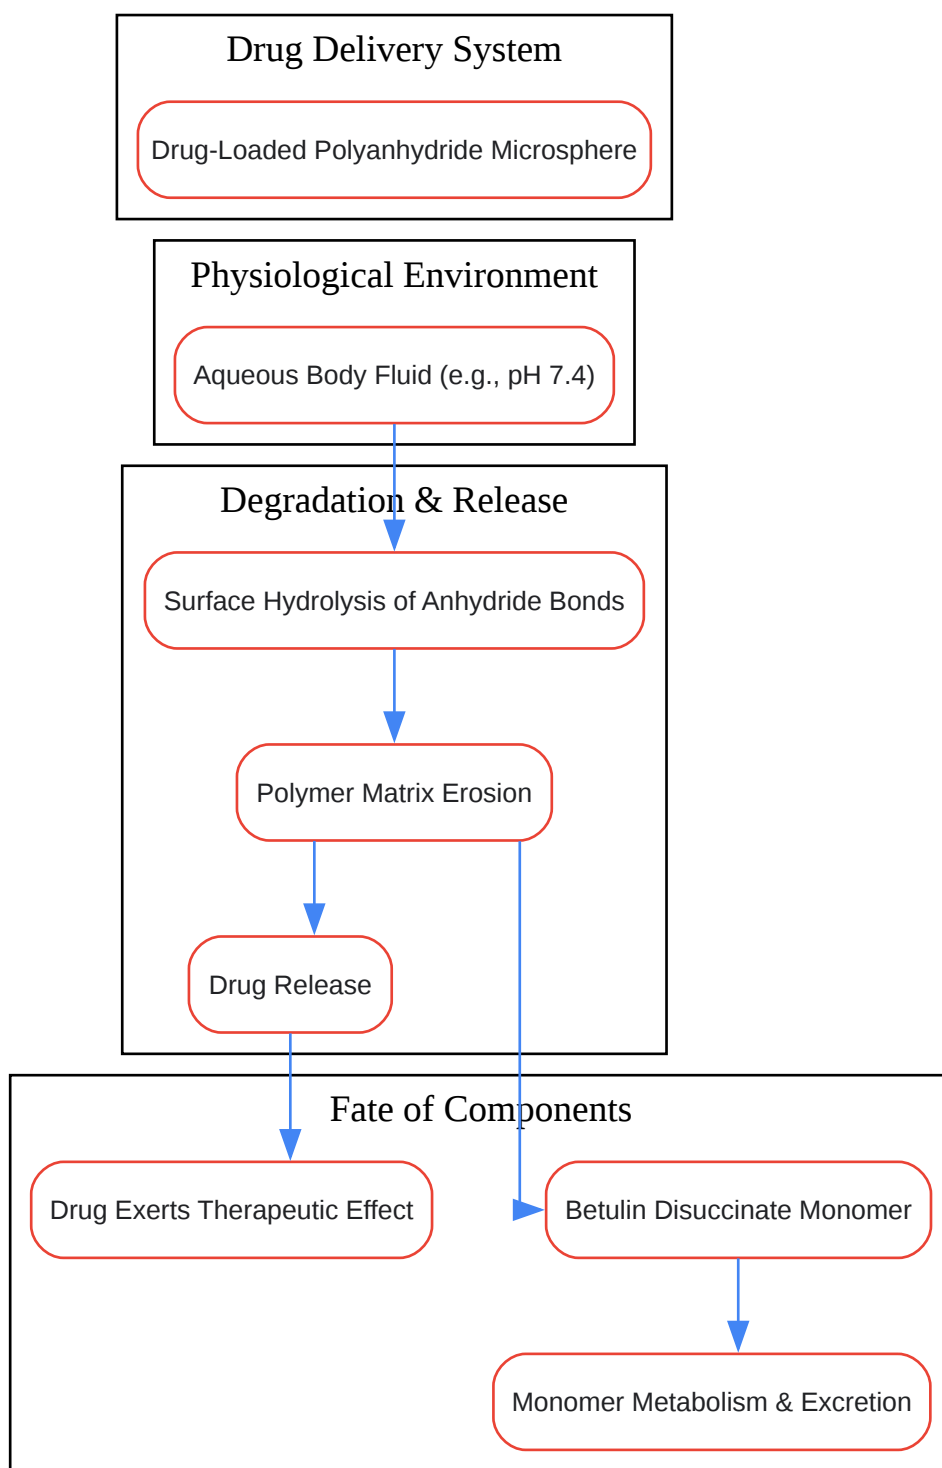 Drug Delivery System
Drug-Loaded Polyanhydride Microsphere
Physiological Environment
Aqueous Body Fluid (e.g., pH 7.4)
Degradation & Release
Surface Hydrolysis of Anhydride Bonds
Polymer Matrix Erosion
Drug Release
Fate of Components
Drug Exerts Therapeutic Effect
Betulin Disuccinate Monomer
Monomer Metabolism & Excretion